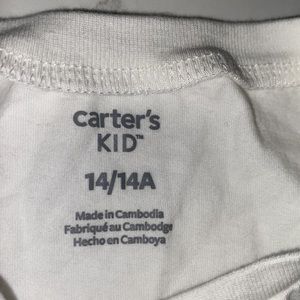 carter's
KID™
14/14A
Made in Cambodia
Fabriqué au Cambodge
Hecho en Camboya